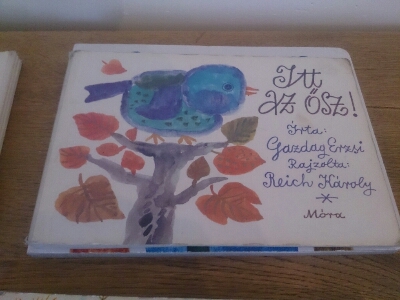 Itt
az ősz!
Írta:
Gazdag Erzsi
Rajzolta:
Reich Károly
Móra